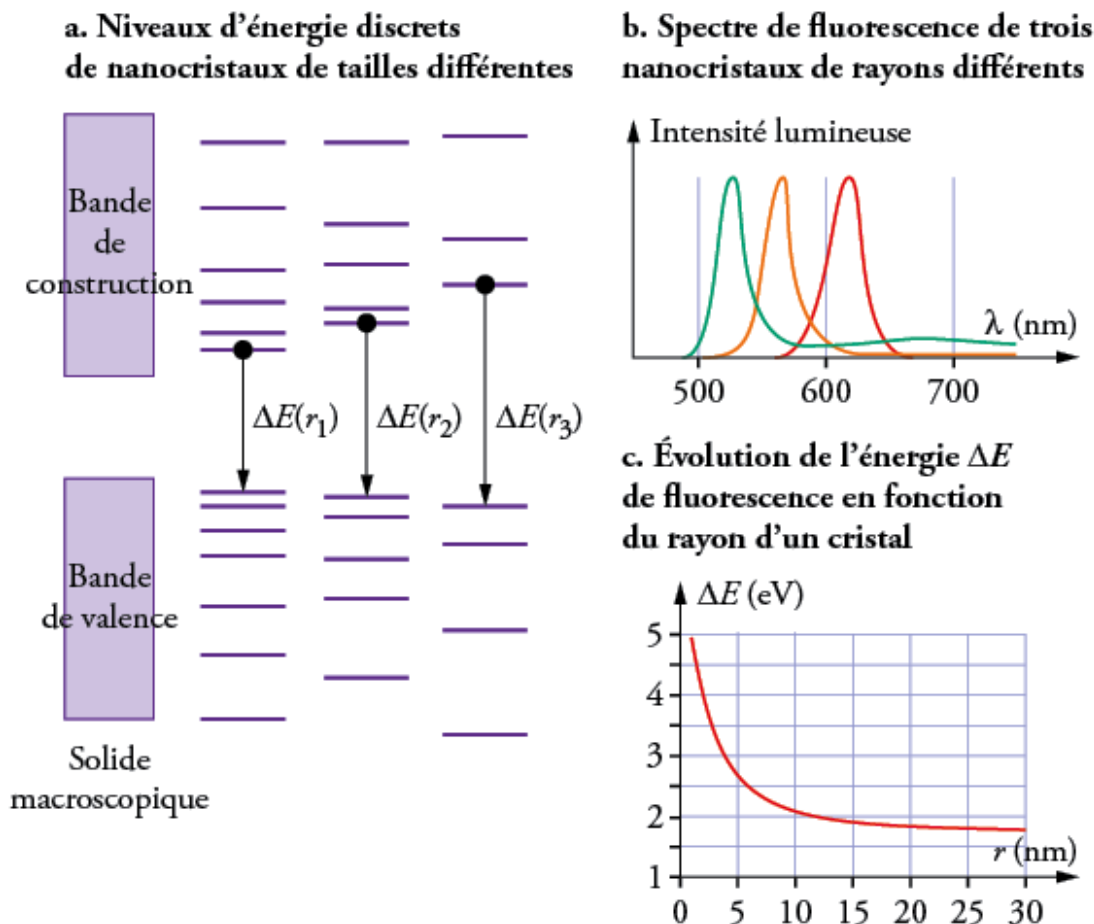 a. Niveaux d’énergie discrets
de nanocristaux de tailles différentes
Bande
de
construction
Bande
de valence
Solide
macroscopique
ΔE(r1)
ΔE(r2)
ΔE(r3)
b. Spectre de fluorescence de trois
nanocristaux de rayons différents
Intensité lumineuse
λ (nm)
500 600 700
c. Évolution de l’énergie ΔE
de fluorescence en fonction
du rayon d’un cristal
ΔE (eV)
5
4
3
2
1
r (nm)
0 5 10 15 20 25 30